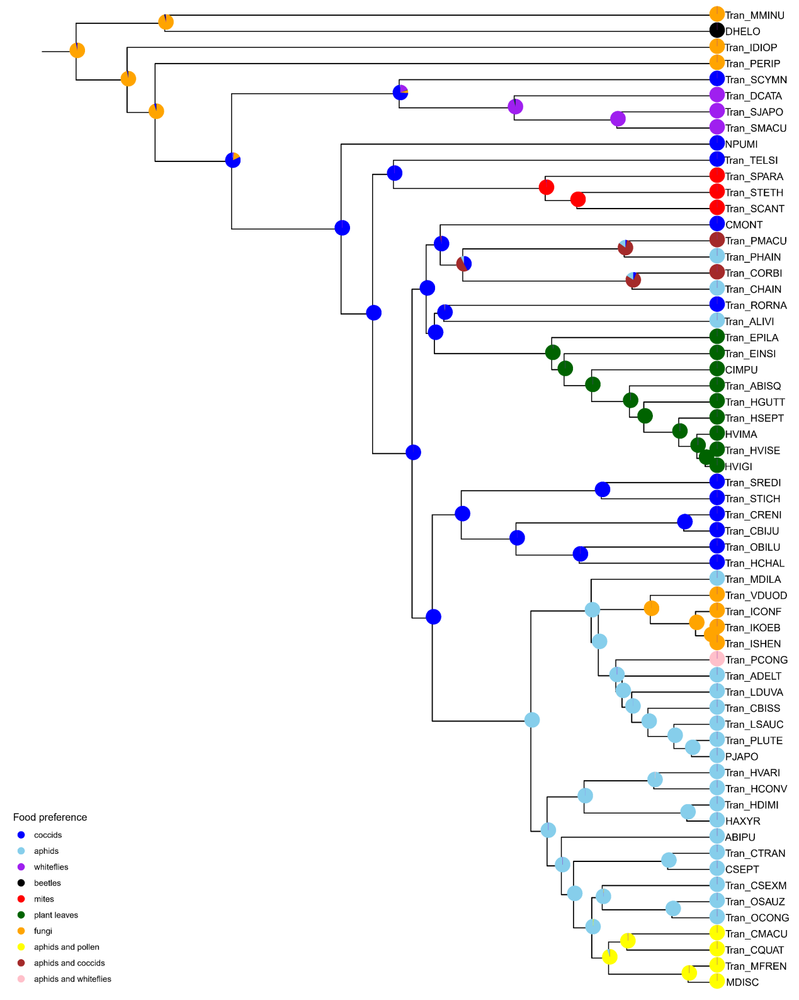 Tran_MMINU
DHELO
Tran_IDIOP
Tran_PERIP
Tran_SCYMN
Tran_DCATA
Tran_SJAPO
Tran_SMACU
NPUMI
Tran_TELSI
Tran_SPARA
Tran_STETH
Tran_SCANT
CMONT
Tran_PMACU
Tran_PHAIN
Tran_CORBI
Tran_CHAIN
Tran_RORNA
Tran_ALIVI
Tran_EPILA
Tran_EINSI
CIMPU
Tran_ABISQ
Tran_HGUTT
Tran_HSEPT
HVIMA
Tran_HVISE
HVIGI
Tran_SREDI
Tran_STICH
Tran_CRENI
Tran_CBIJU
Tran_OBILU
Tran_HCHAL
Tran_MDILA
Tran_VDUOD
Tran_ICONF
Tran_IKOEB
Tran_ISHEN
Tran_PCONG
Tran_ADELT
Tran_LDUVA
Tran_CBISS
Tran_LSAUC
Tran_PLUTE
PJAPO
Tran_HVARI
Tran_HCONV
Tran_HDIMI
HAXYR
ABIPU
Tran_CTRAN
CSEPT
Tran_CSEXM
Tran_OSAUZ
Tran_OCONG
Tran_CMACU
Tran_CQUAT
Tran_MFREN
MDISC
Food preference
coccids
aphids
whiteflies
beetles
mites
plant leaves
fungi
aphids and pollen
aphids and coccids
aphids and whiteflies